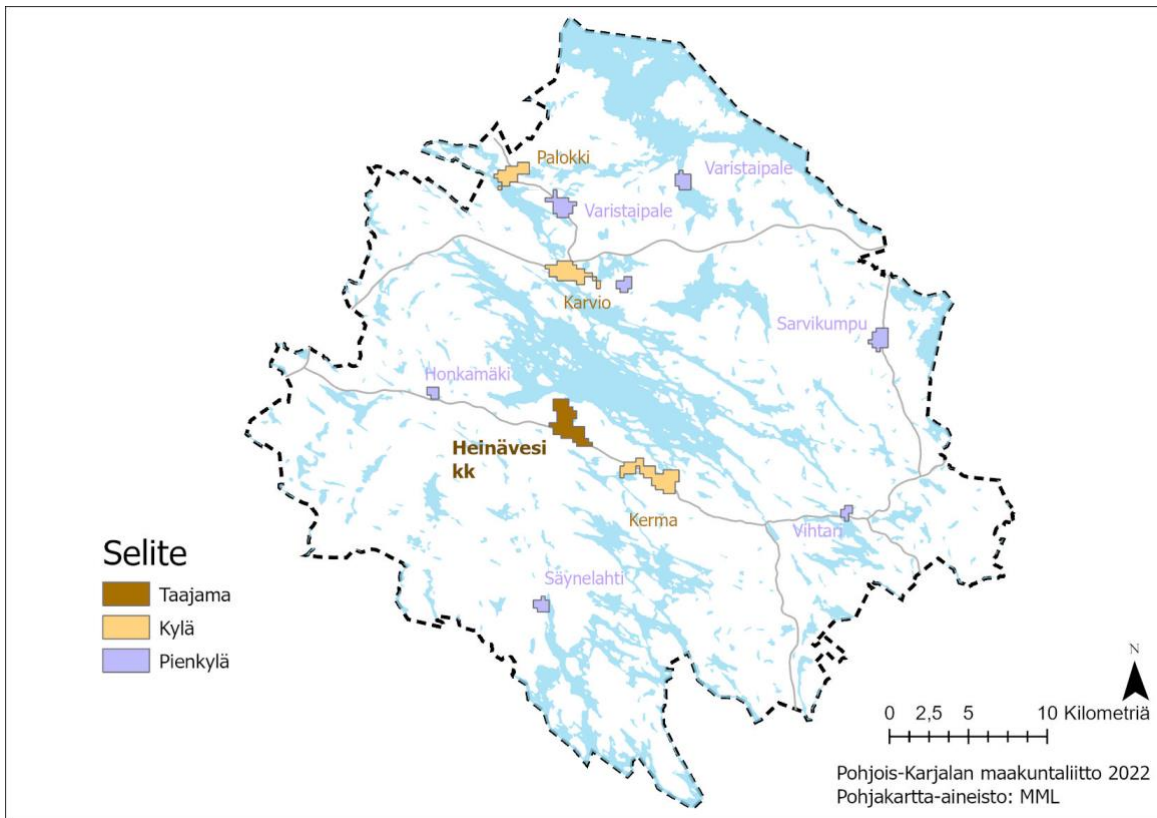 Palokki
Varistaipale
Varistaipale
Karvio
Sarvikumpu
Honkamäki
Heinävesi
kk
Kerma
Vihtari
Säynelahti
Selite
Taajama
Kylä
Pienkylä
N
0 2,5 5 10 Kilometriä
Pohjois-Karjalan maakuntaliitto 2022
Pohjakartta-aineisto: MML